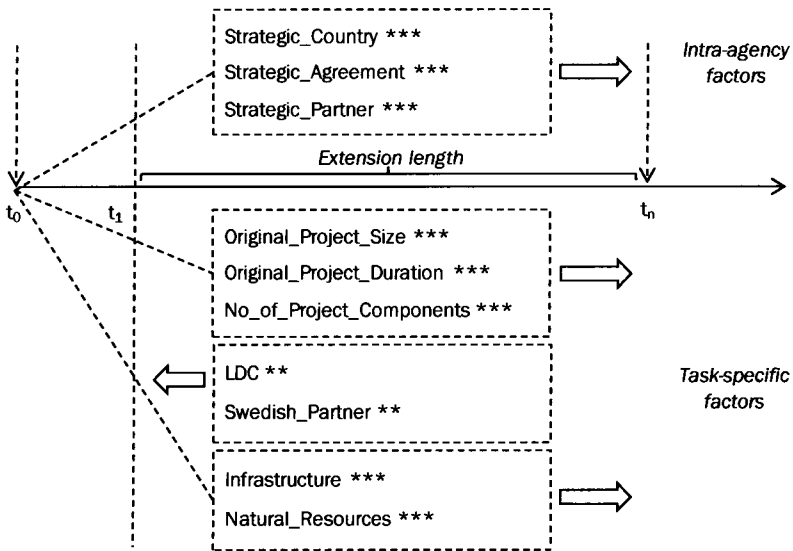 Strategic_Country ***
Strategic_Agreement ***
Strategic_Partner ***
Intra-agency
factors
Extension length
t0
t1
tn
Original_Project_Size ***
Original_Project_Duration ***
No_of_Project_Components ***
LDC **
Swedish_Partner **
Task-specific
factors
Infrastructure ***
Natural_Resources ***